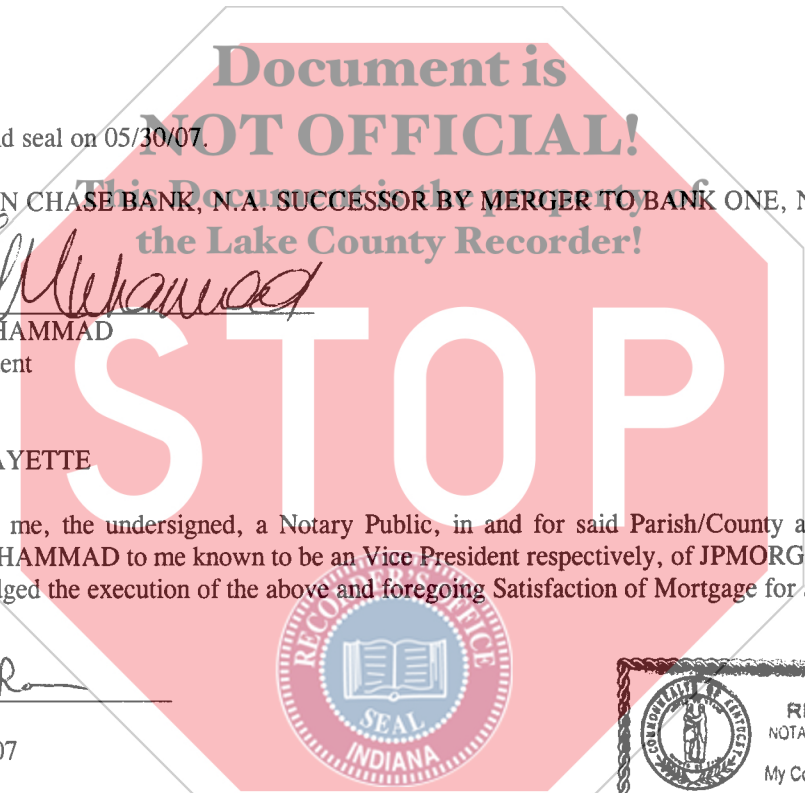 Document is
NOT OFFICIAL!
d seal on 05/30/07.
This Document is the property of
N CHASE BANK, N.A. SUCCESSOR BY MERGER TO BANK ONE, N
the Lake County Recorder!
Muhammad
HAMMAD
ent
STOP
AYETTE
me, the undersigned, a Notary Public, in and for said Parish/County a
HAMMAD to me known to be an Vice President respectively, of JPMORG
lged the execution of the above and foregoing Satisfaction of Mortgage for
RECORDER'S OFFICE
SEAL
INDIANA
COMMONWEALTH OF KENTUCKY
NOTA
07
My Co